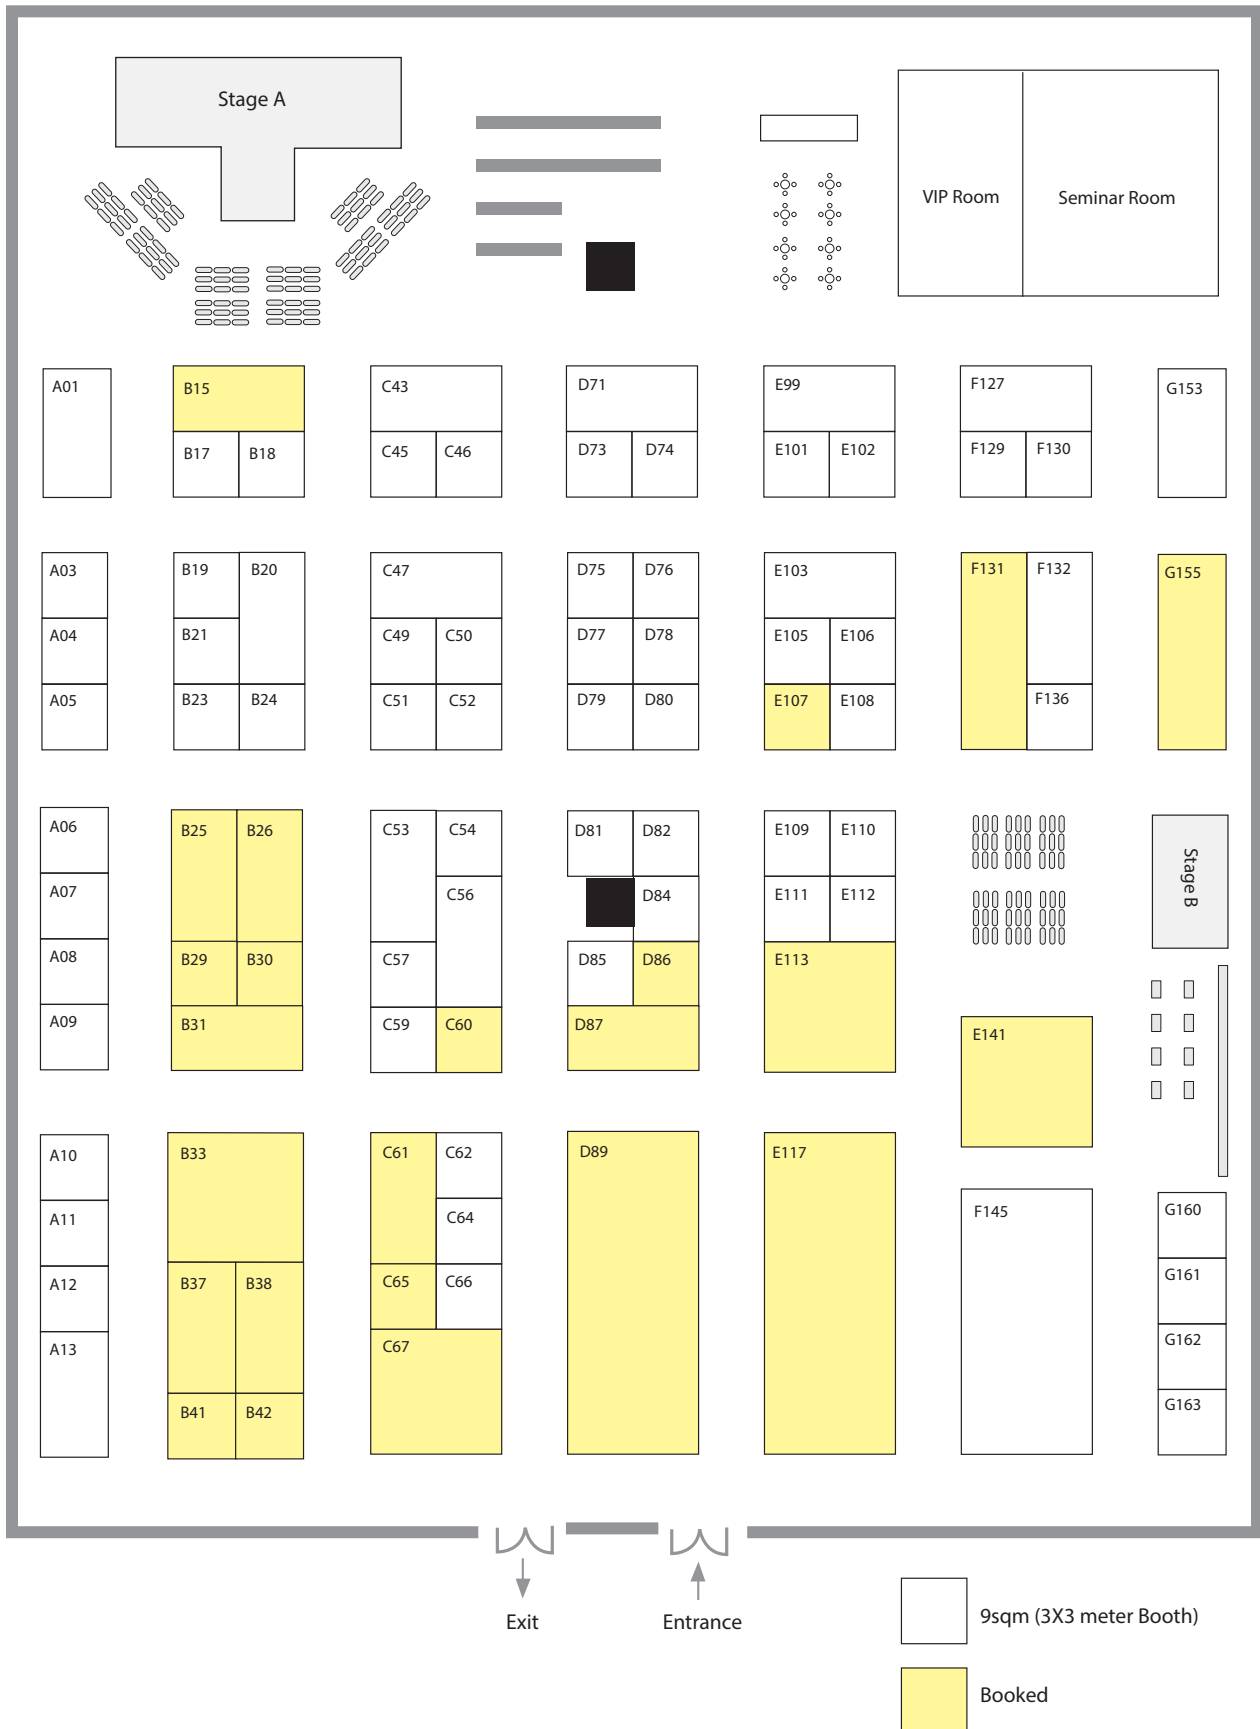 Stage A
VIP Room
Seminar Room
A01
B15
C43
D71
E99
F127
G153
B17
B18
C45
C46
D73
D74
E101
E102
F129
F130
A03
B19
B20
C47
D75
D76
E103
F131
F132
G155
A04
B21
C49
C50
D77
D78
E105
E106
A05
B23
B24
C51
C52
D79
D80
E107
E108
F136
A06
B25
B26
C53
C54
D81
D82
E109
E110
Stage B
A07
C56
D84
E111
E112
A08
B29
B30
C57
D85
D86
E113
A09
B31
C59
C60
D87
E141
A10
B33
C61
C62
D89
E117
A11
C64
F145
G160
A12
B37
B38
C65
C66
G161
A13
C67
G162
B41
B42
G163
Exit
Entrance
9sqm (3X3 meter Booth)
Booked